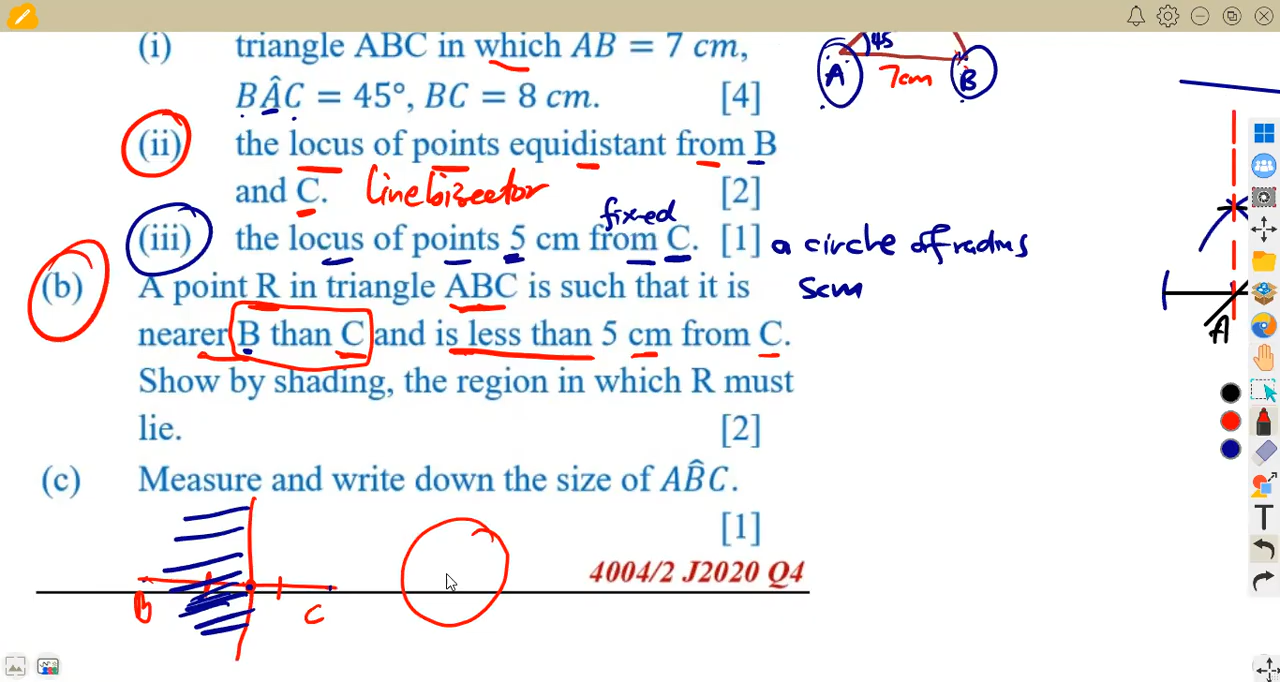 (i) triangle ABC in which AB = 7 cm,
BÂC = 45°, BC = 8 cm. [4]
45
A 7cm B
(ii) the locus of points equidistant from B
and C. Line bisector [2]
fixed
(iii) the locus of points 5 cm from C. [1] a circle of radius
5cm
(b) A point R in triangle ABC is such that it is
nearer B than C and is less than 5 cm from C.
Show by shading, the region in which R must
lie. [2]
(c) Measure and write down the size of AB̂C.
[1]
4004/2 J2020 Q4
B C
A
T